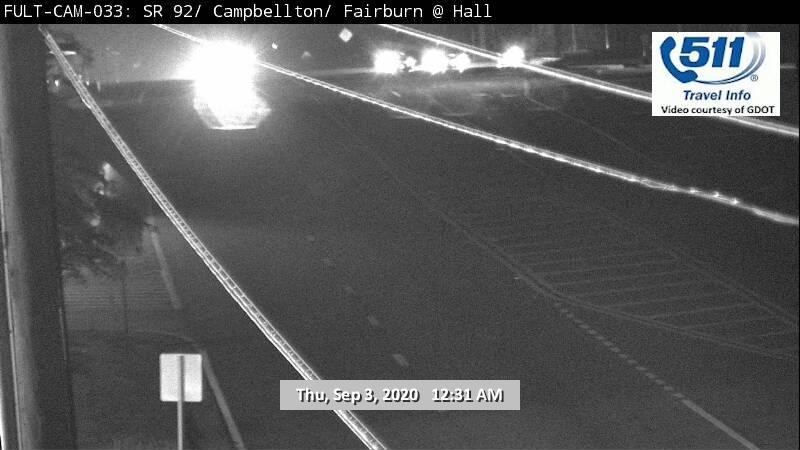 FULT-CAM-033: SR 92/ Campbellton/ Fairburn @ Hall
511
®
Travel Info
Video courtesy of GDOT
Thu, Sep 3, 2020 12:31 AM